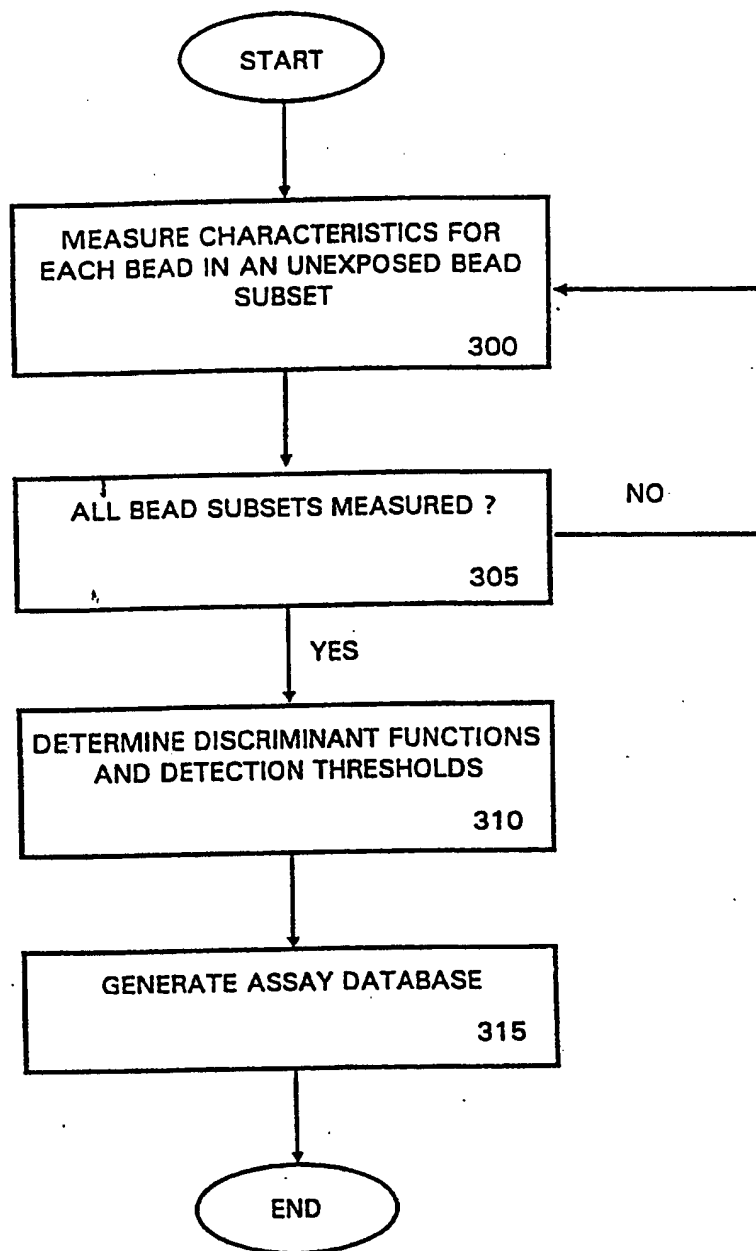 START
MEASURE CHARACTERISTICS FOR
EACH BEAD IN AN UNEXPOSED BEAD
SUBSET
300
ALL BEAD SUBSETS MEASURED ?
NO
305
YES
DETERMINE DISCRIMINANT FUNCTIONS
AND DETECTION THRESHOLDS
310
GENERATE ASSAY DATABASE
315
END